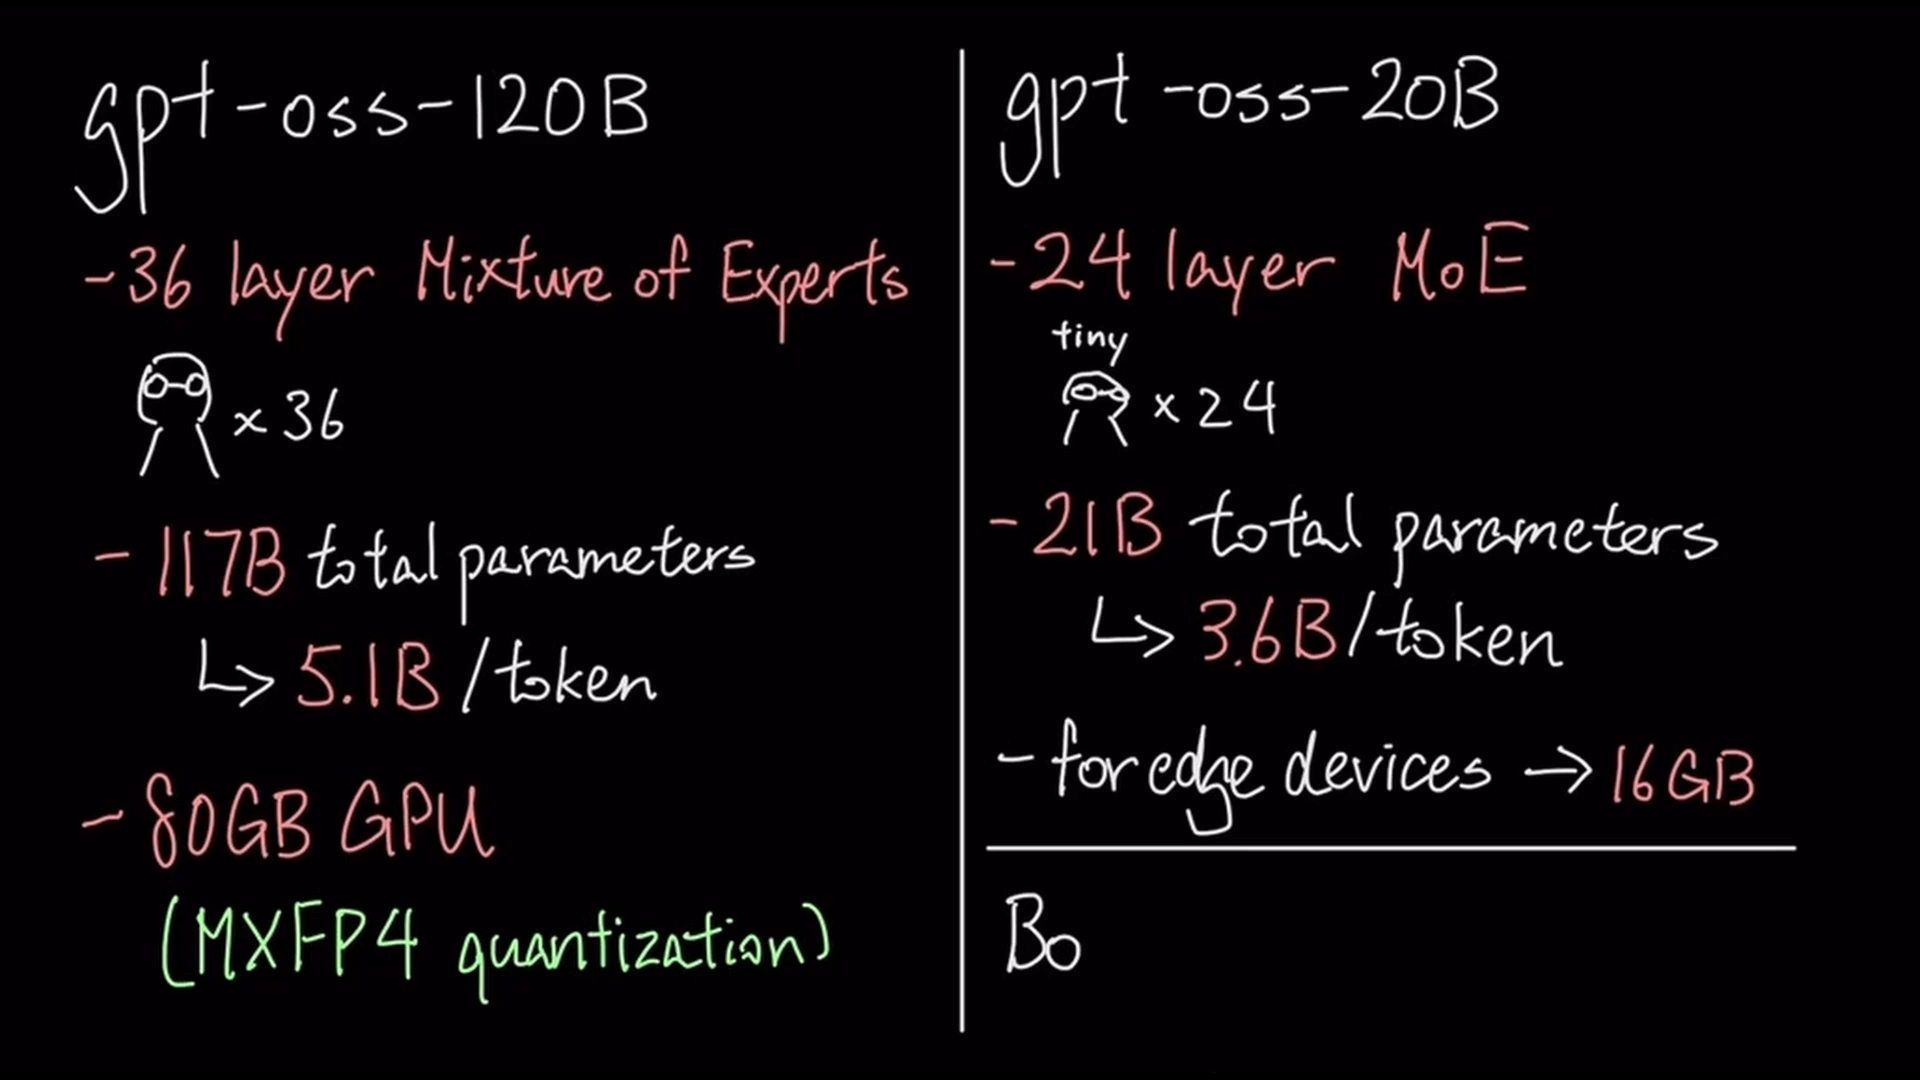 gpt-oss-120B
-36 layer Mixture of Experts
x 36
- 117B total parameters
↳ 5.1B /token
- 80GB GPU
(MXFP4 quantization)
gpt-oss-20B
-24 layer MoE
tiny
x 24
- 21B total parameters
↳ 3.6B/token
- for edge devices → 16GB
Bo